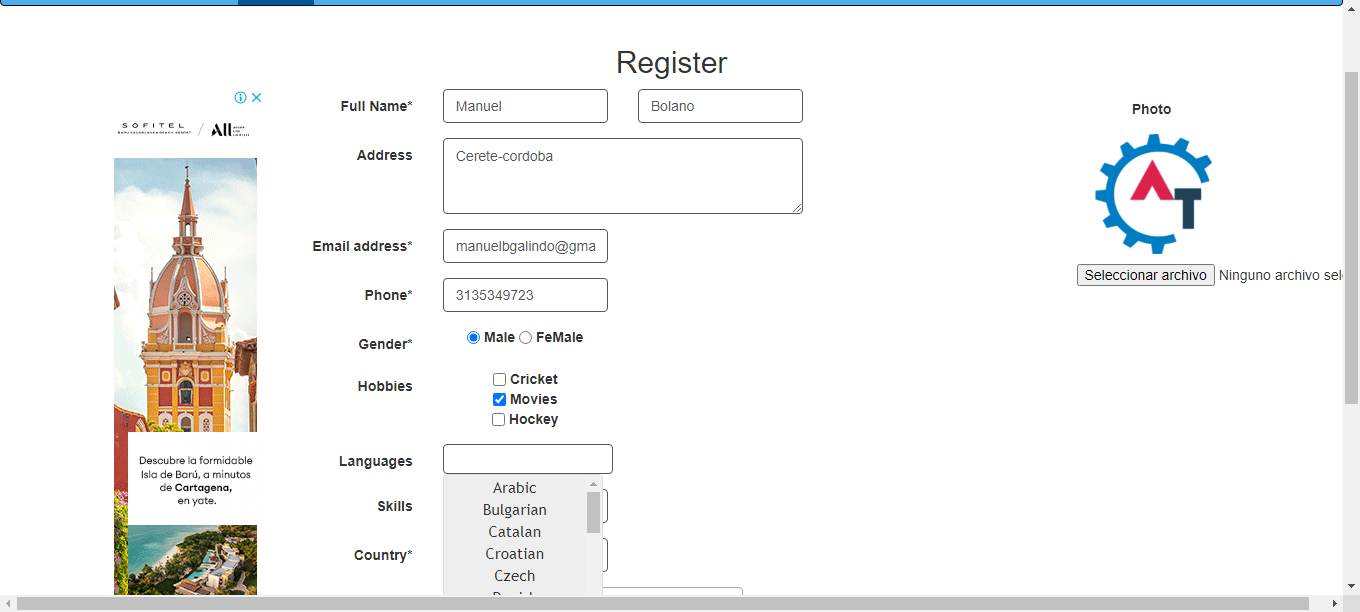 Register
SOFITEL
ALL
Full Name*
Manuel
Bolano
Photo
Address
Cerete-cordoba
AT
Email address*
manuelbgalindo@gma
Seleccionar archivo Ninguno archivo sel
Phone*
3135349723
Gender*
Male FeMale
Hobbies
Cricket
Movies
Hockey
Languages
Arabic
Bulgarian
Catalan
Croatian
Czech
Skills
Country*
Descubre la formidable
Isla de Barú, a minutos
de Cartagena,
en yate.